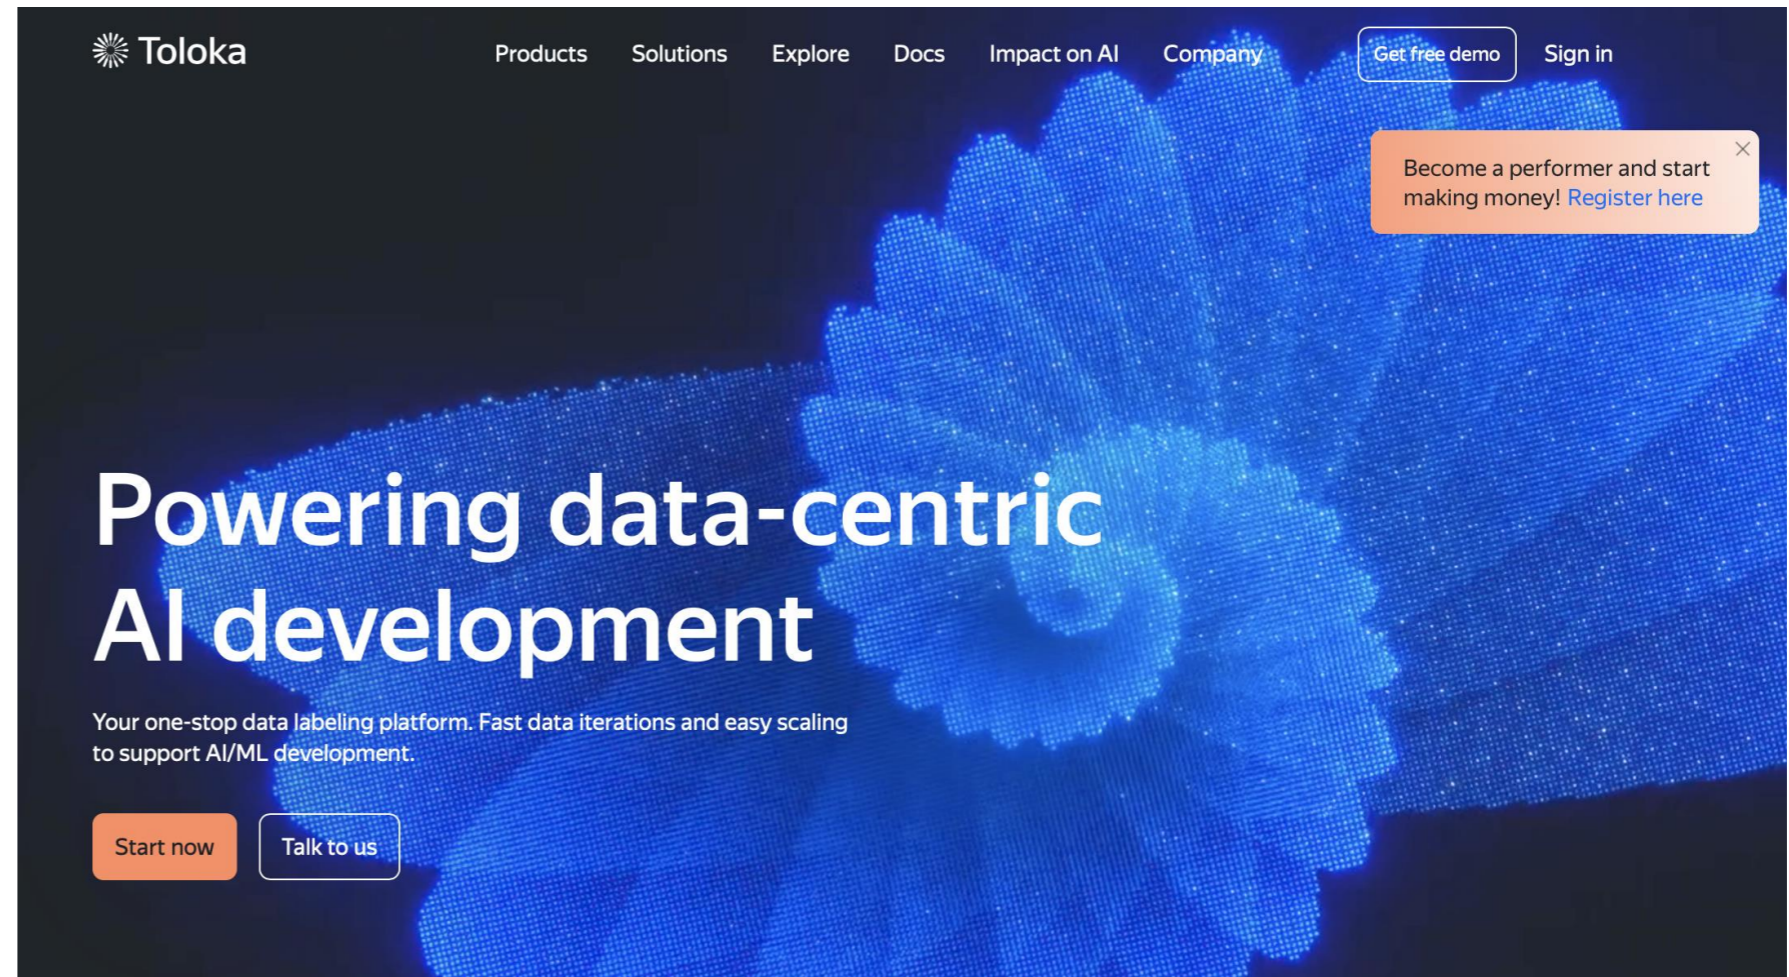 Toloka
Products Solutions Explore Docs Impact on AI Company Get free demo Sign in
Become a performer and start
making money! Register here
Powering data-centric
AI development
Your one-stop data labeling platform. Fast data iterations and easy scaling
to support AI/ML development.
Start now Talk to us